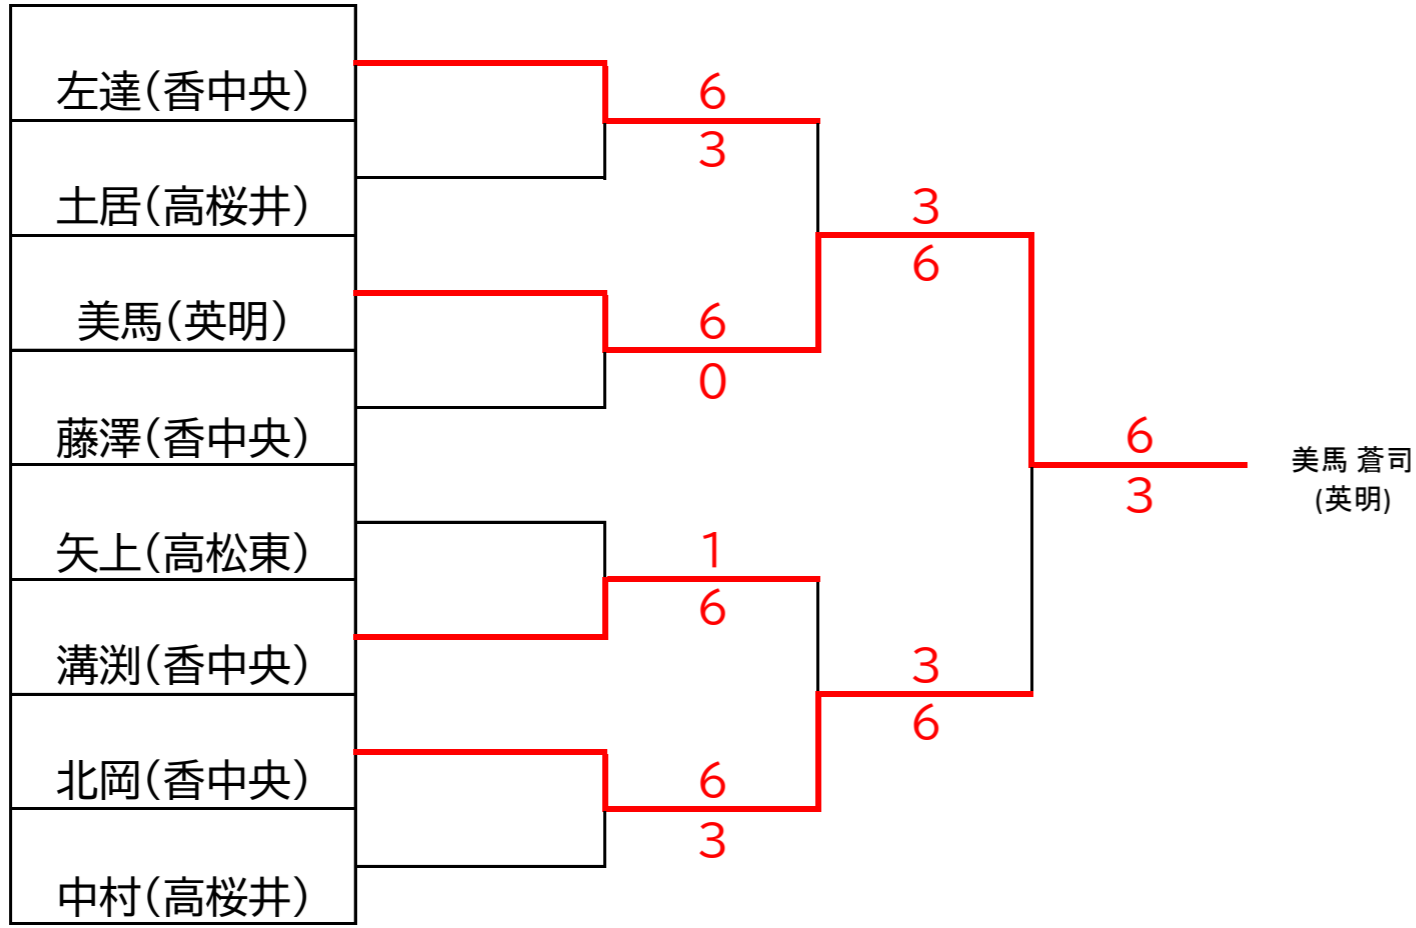 左達(香中央)
土居(高桜井)
美馬(英明)
藤澤(香中央)
矢上(高松東)
溝渕(香中央)
北岡(香中央)
中村(高桜井)
6
3
6
0
1
6
6
3
3
6
3
6
6
3
美馬 蒼司
(英明)